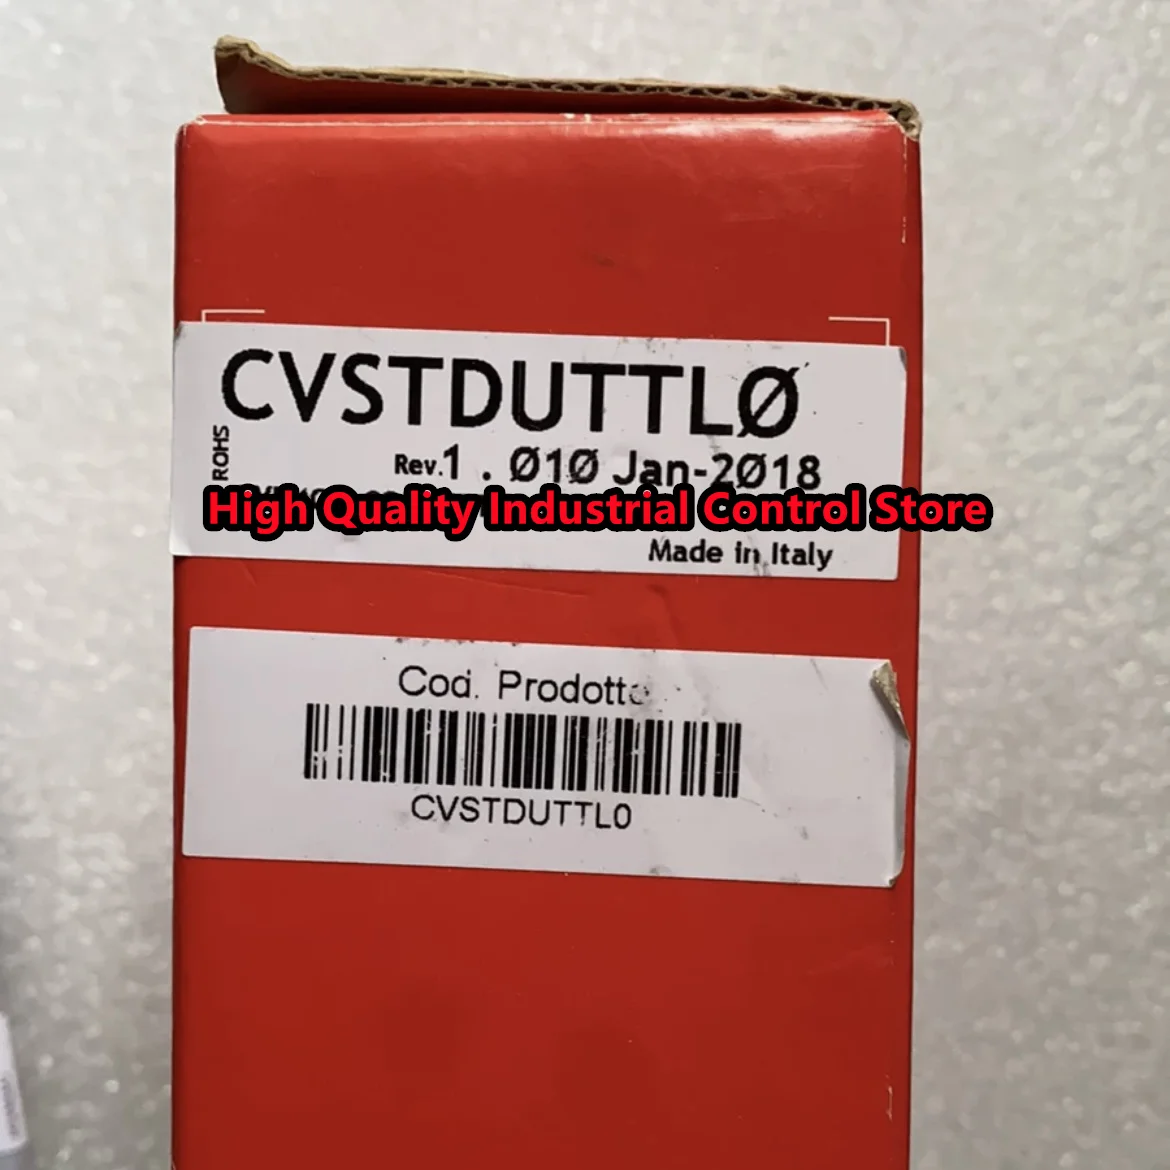 CVSTDUTTLØ
ROHS
Rev.1 . Ø1Ø Jan-2Ø18
High Quality Industrial Control Store
Made in Italy
Cod. Prodotto
CVSTDUTTL0